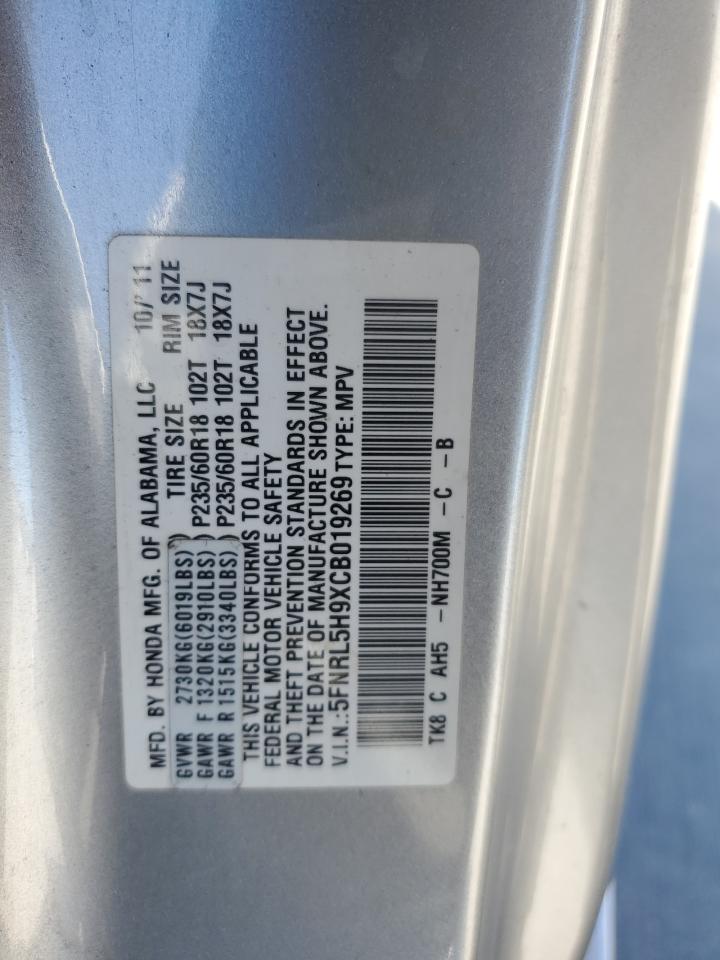 MFD. BY HONDA MFG. OF ALABAMA, LLC 10/11
TIRE SIZE RIM SIZE
GVWR 2730KG(6019LBS)
GAWR F 1320KG(2910LBS) P235/60R18 102T 18X7J
GAWR R 1515KG(3340LBS) P235/60R18 102T 18X7J
THIS VEHICLE CONFORMS TO ALL APPLICABLE
FEDERAL MOTOR VEHICLE SAFETY
AND THEFT PREVENTION STANDARDS IN EFFECT
ON THE DATE OF MANUFACTURE SHOWN ABOVE.
V.I.N.:5FNRL5H9XCB019269 TYPE: MPV
TK8 C AH5 -NH700M -C -B